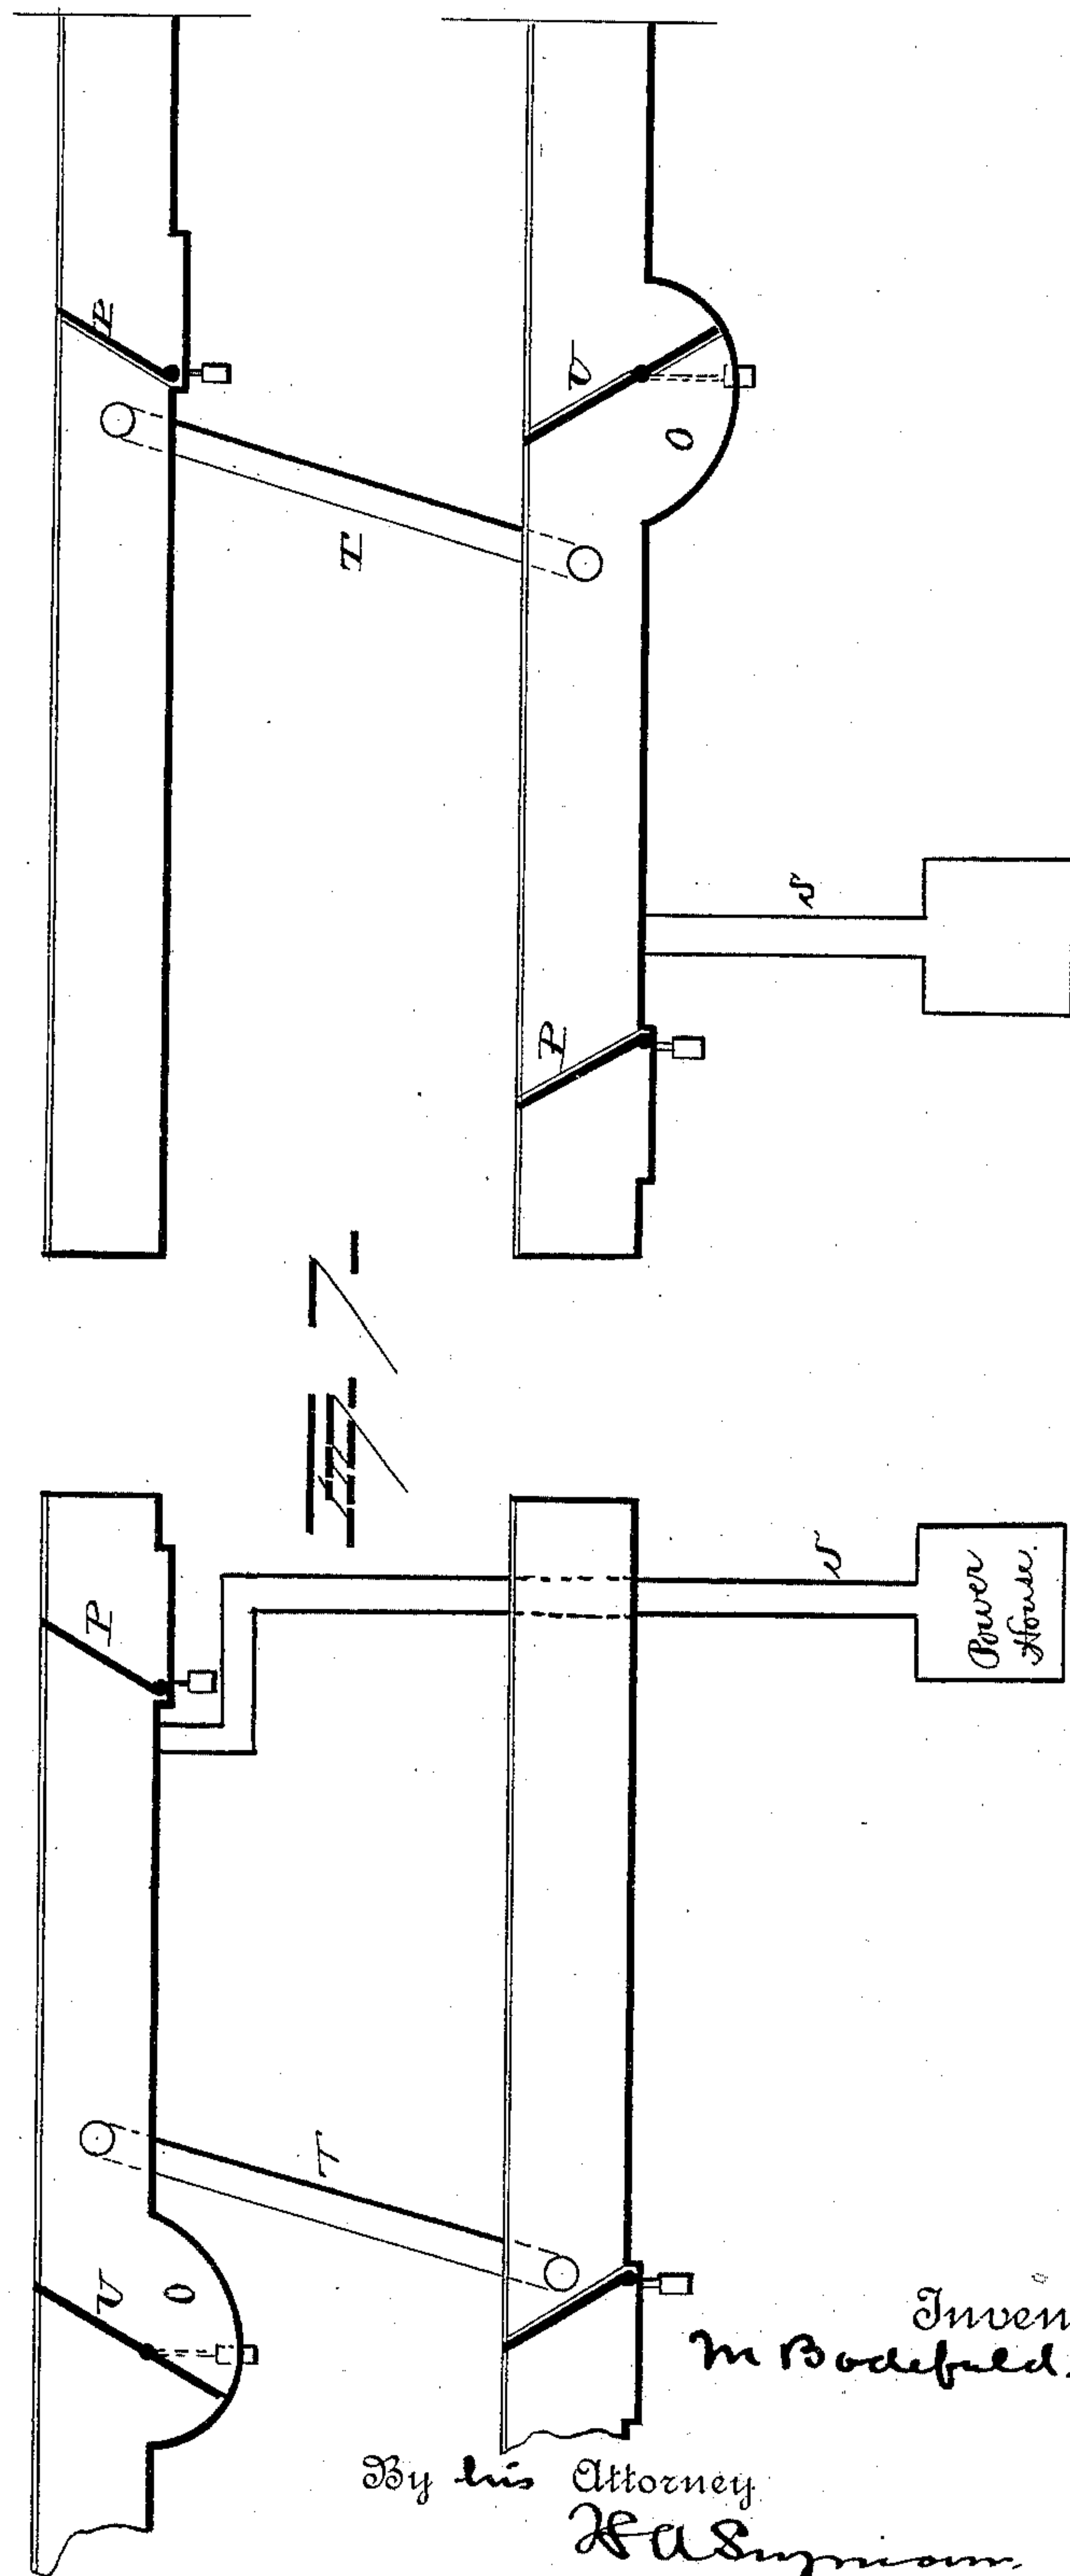 P
T
V
O
S
P
Fig. 7.
P
S
Power
House.
T
V
O
Inven
M Bodefeld.
By his Attorney